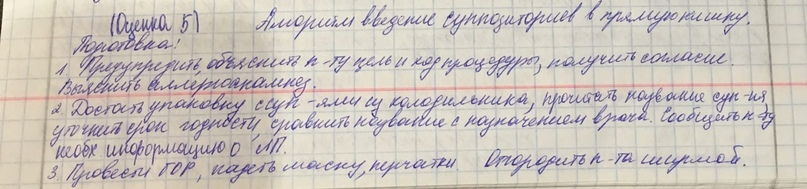 (Оценка 5) Алгоритм введение суппозиториев в прямую кишку.
Подготовка:
1. Предупредить объяснить п-ту цель и ход процедуры, получить согласие.
Выяснить аллергоанамнез.
2. Достать упаковку с суп-ями из холодильника, прочитать название суп-ия,
уточнить срок годности, сравнить название с назначением врача. Сообщить п-ту
необх информацию о ЛП.
3. Провести ГОР, надеть маску, перчатки Отгородить п-та ширмой.